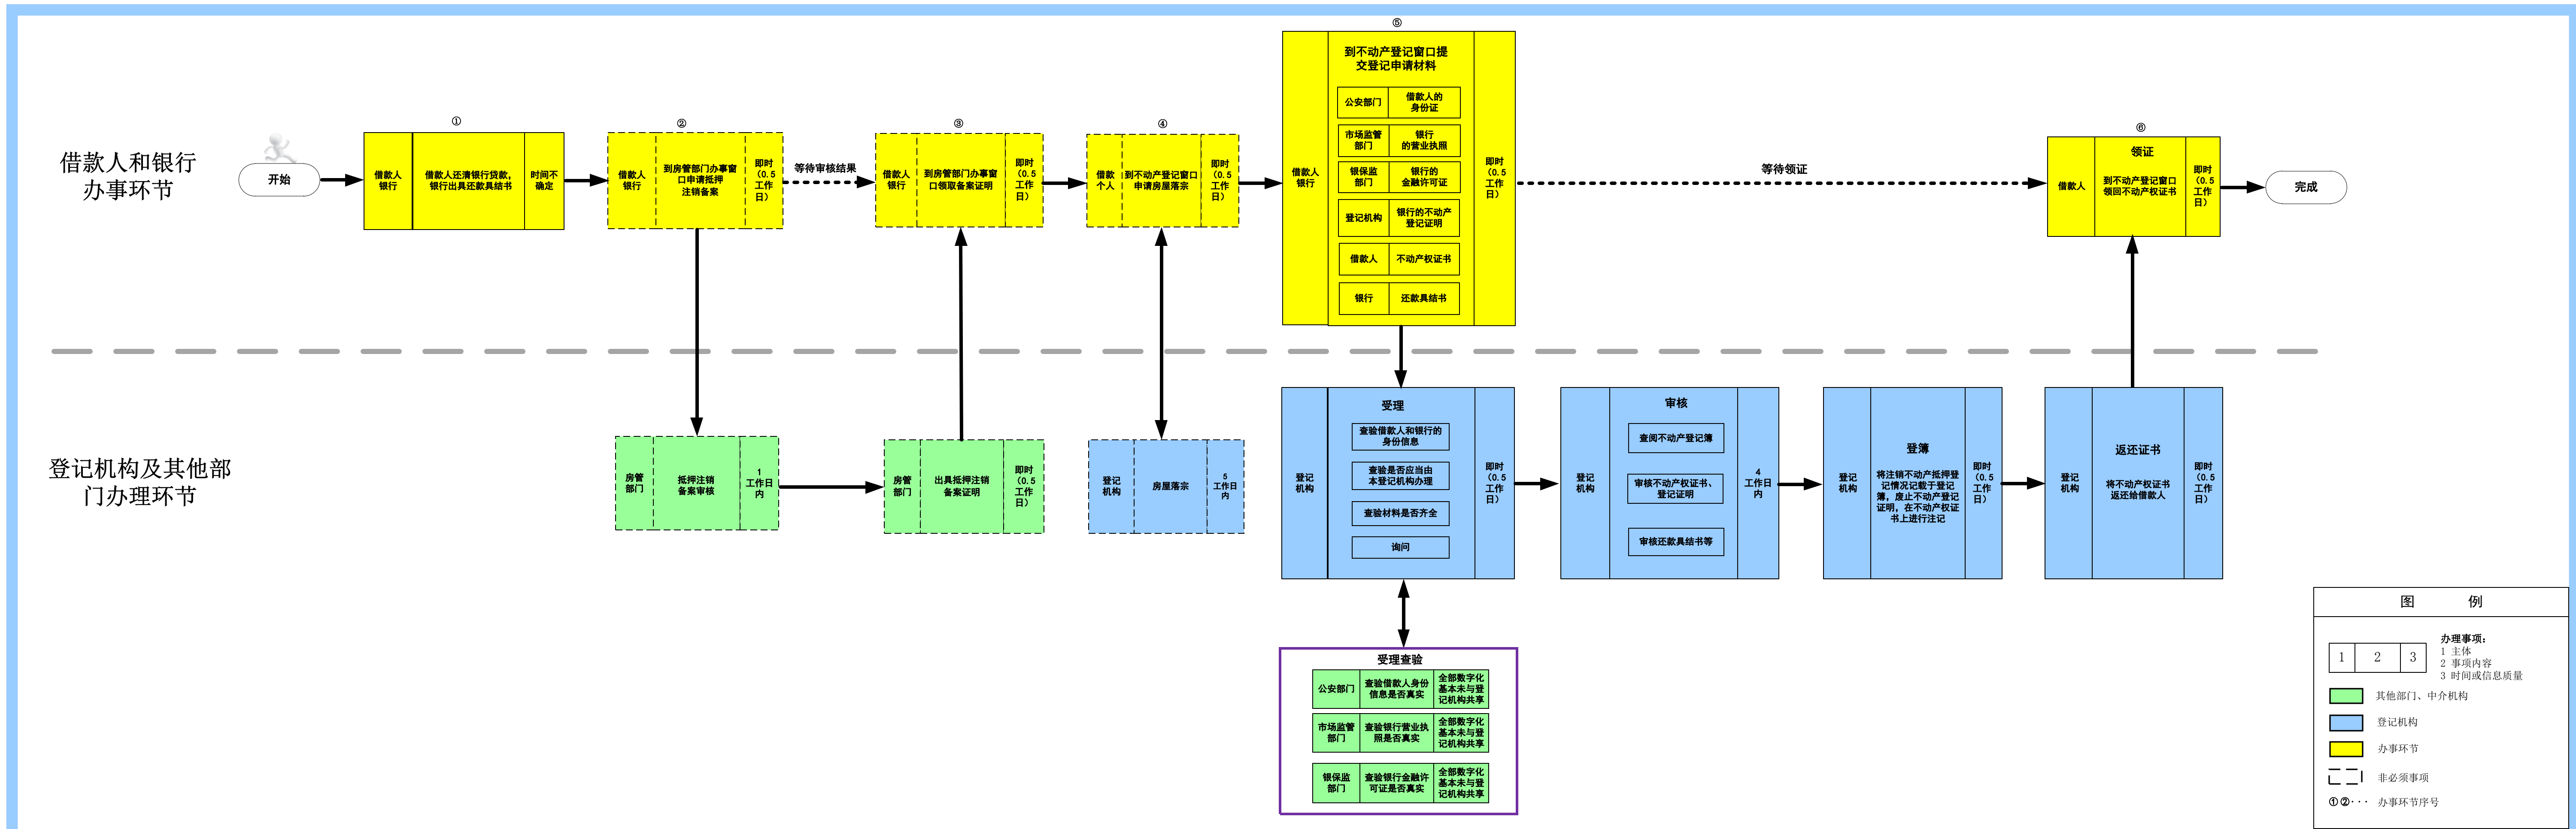 借款人和银行
办事环节
开始
①
借款人
银行
借款人还清银行贷款，
银行出具还款具结书
时间不
确定
②
借款人
银行
到房管部门办事窗
口申请抵押
注销备案
即时
（0.5
工作
日）
等待审核结果
③
借款人
银行
到房管部门办事窗
口领取备案证明
即时
（0.5
工作
日）
④
借款
个人
到不动产登记窗口
申请房屋落宗
即时
（0.5
工作
日）
⑤
借款人
银行
到不动产登记窗口提
交登记申请材料
公安部门
借款人的
身份证
市场监管
部门
银行
的营业执照
银保监
部门
银行的
金融许可证
登记机构
银行的不动产
登记证明
借款人
不动产权证书
银行
还款具结书
即时
（0.5
工作
日）
等待领证
⑥
借款人
领证
到不动产登记窗口
领回不动产权证书
即时
（0.5
工作
日）
完成
登记机构及其他部
门办理环节
房管
部门
抵押注销
备案审核
1
工作日
内
房管
部门
出具抵押注销
备案证明
即时
（0.5
工作
日）
登记
机构
房屋落宗
5
工作日
内
登记
机构
受理
查验借款人和银行的
身份信息
查验是否应当由
本登记机构办理
查验材料是否齐全
询问
即时
（0.5
工作
日）
登记
机构
审核
查阅不动产登记簿
审核不动产权证书、
登记证明
审核还款具结书等
4
工作日
内
登记
机构
登簿
将注销不动产抵押登
记情况记载于登记
簿，废止不动产登记
证明，在不动产权证
书上进行注记
即时
（0.5
工作
日）
登记
机构
返还证书
将不动产权证书
返还给借款人
即时
（0.5
工作
日）
受理查验
公安部门
查验借款人身份
信息是否真实
全部数字化
基本未与登
记机构共享
市场监管
部门
查验银行营业执
照是否真实
全部数字化
基本未与登
记机构共享
银保监
部门
查验银行金融许
可证是否真实
全部数字化
基本未与登
记机构共享
图 例
1 2 3
办理事项：
1 主体
2 事项内容
3 时间或信息质量
其他部门、中介机构
登记机构
办事环节
非必须事项
①②··· 办事环节序号